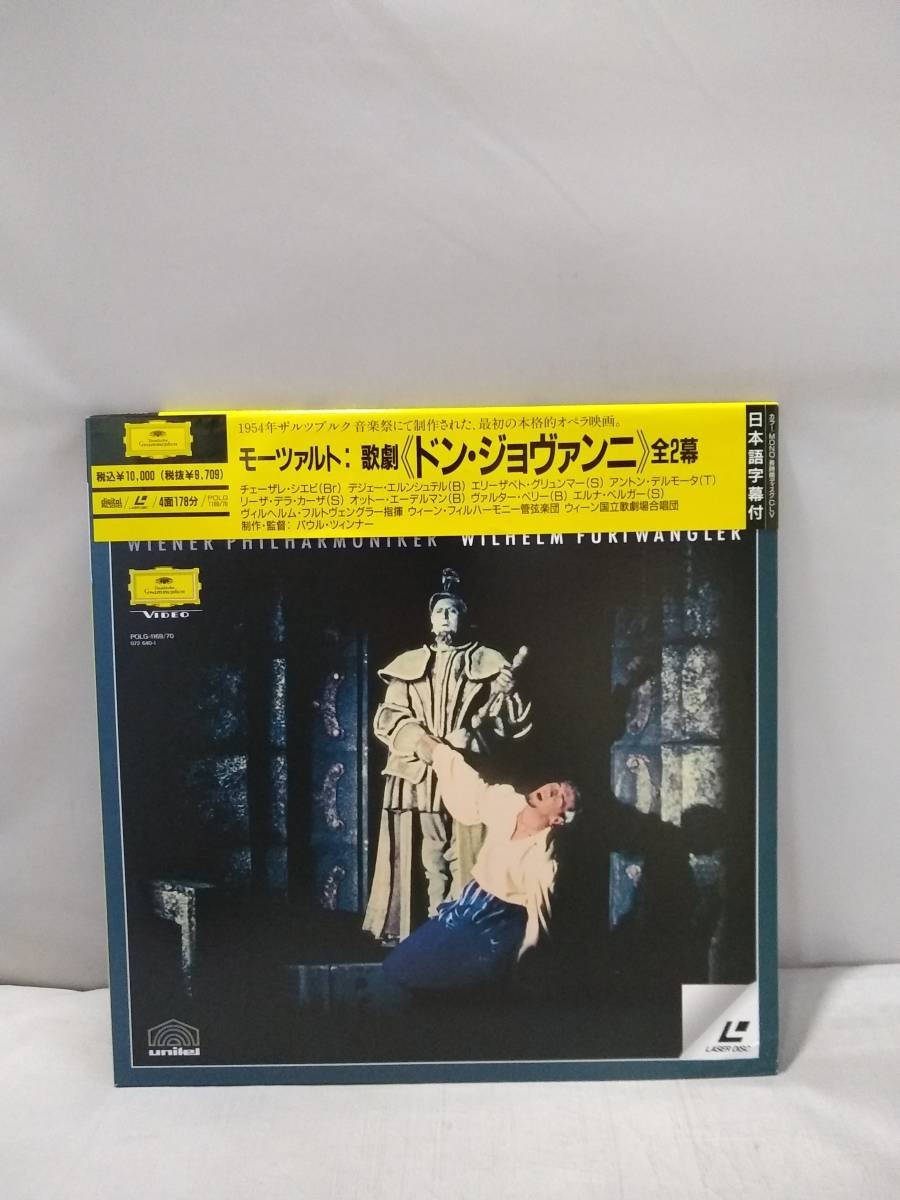 Deutsche
Grammophon
1954年ザルツブルク音楽祭にて制作された、最初の本格的オペラ映画。
モーツァルト: 歌劇《ドン・ジョヴァンニ》全2幕
税込¥10,000 (税抜¥9,709)
4面178分 POLG
1169/70
チェーザレ・シエピ(Br) デジェー・エルンシュテル(B) エリーザベト・グリュンマー(S) アントン・デルモータ(T)
リーザ・デラ・カーザ(S) オットー・エーデルマン(B) ヴァルター・ベリー(B) エルナ・ベルガー(S)
ヴィルヘルム・フルトヴェングラー指揮 ウィーン・フィルハーモニー管弦楽団 ウィーン国立歌劇場合唱団
制作・監督: パウル・ツィンナー
日本語字幕付
WIENER PHILHARMONIKER WILHELM FURTWÄNGLER
Deutsche
Grammophon
VIDEO
POLG-1169/70
072 440-1
unitel
LASER DISC